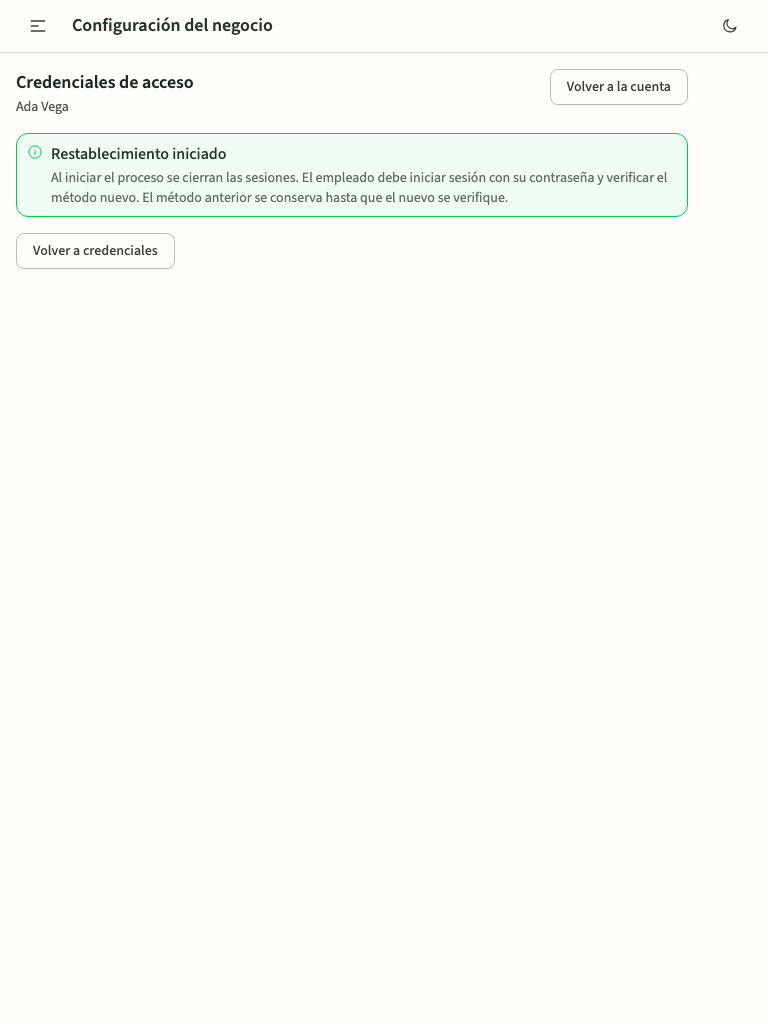 Configuración del negocio
Credenciales de acceso
Volver a la cuenta
Ada Vega
Restablecimiento iniciado
Al iniciar el proceso se cierran las sesiones. El empleado debe iniciar sesión con su contraseña y verificar el
método nuevo. El método anterior se conserva hasta que el nuevo se verifique.
Volver a credenciales